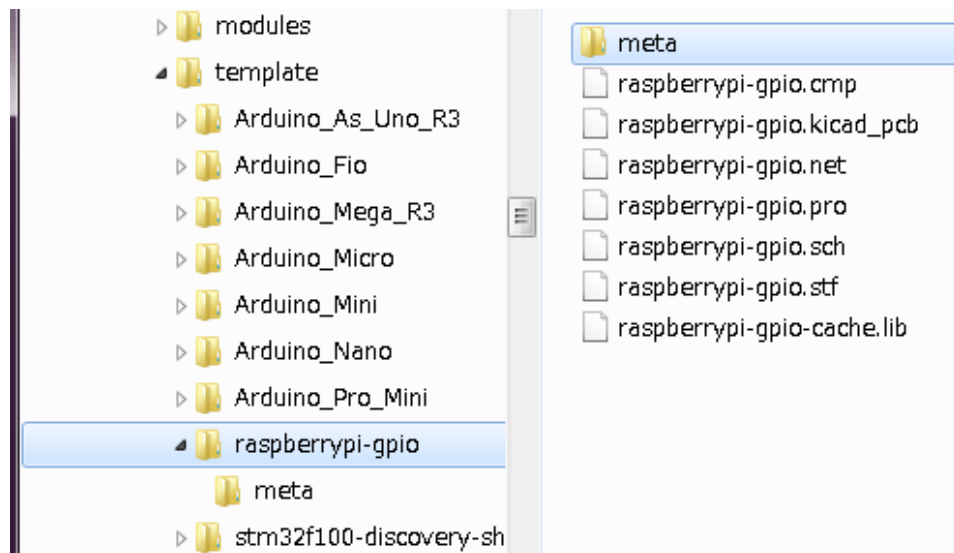 modules
template
Arduino_As_Uno_R3
Arduino_Fio
Arduino_Mega_R3
Arduino_Micro
Arduino_Mini
Arduino_Nano
Arduino_Pro_Mini
raspberrypi-gpio
meta
stm32f100-discovery-sh
meta
raspberrypi-gpio.cmp
raspberrypi-gpio.kicad_pcb
raspberrypi-gpio.net
raspberrypi-gpio.pro
raspberrypi-gpio.sch
raspberrypi-gpio.stf
raspberrypi-gpio-cache.lib